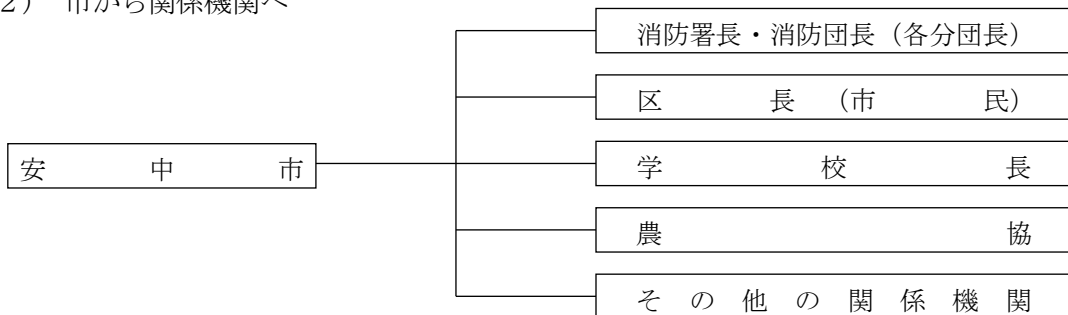 2) 市から関係機関へ
消防署長・消防団長（各分団長）
区長（市民）
安中市
学校長
農協
その他の関係機関